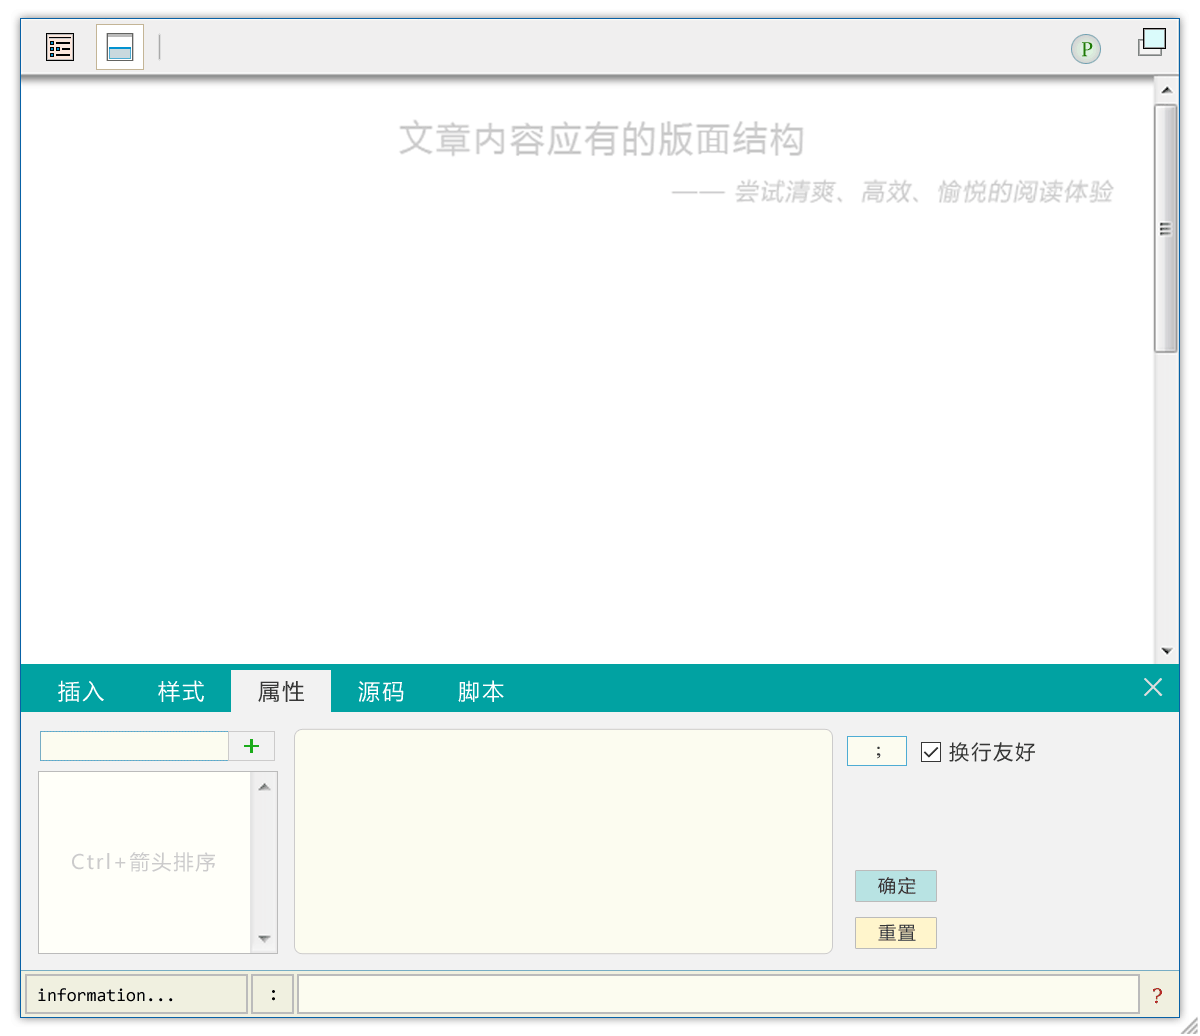 P
文章内容应有的版面结构
—— 尝试清爽、高效、愉悦的阅读体验
插入 样式 属性 源码 脚本
+
; 换行友好
Ctrl+箭头排序
确定
重置
information... : ?